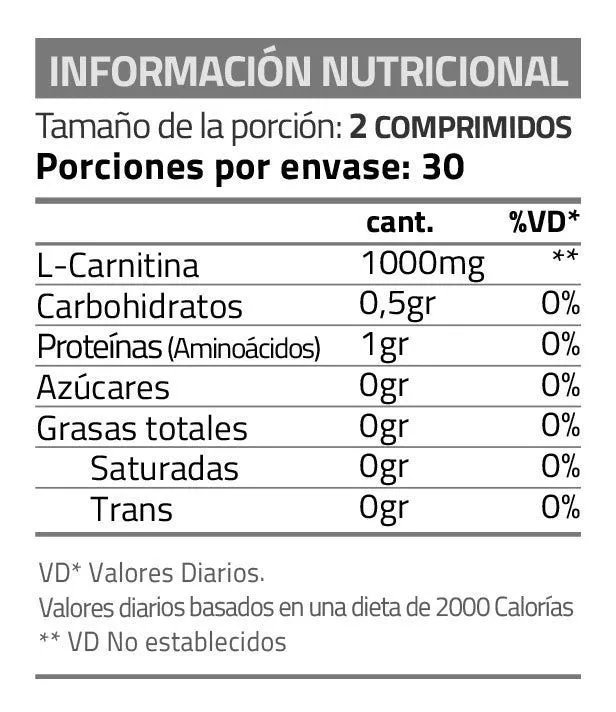 INFORMACIÓN NUTRICIONAL
Tamaño de la porción: 2 COMPRIMIDOS
Porciones por envase: 30
cant. %VD*
L-Carnitina 1000mg **
Carbohidratos 0,5gr 0%
Proteínas (Aminoácidos) 1gr 0%
Azúcares 0gr 0%
Grasas totales 0gr 0%
Saturadas 0gr 0%
Trans 0gr 0%
VD* Valores Diarios.
Valores diarios basados en una dieta de 2000 Calorías
** VD No establecidos